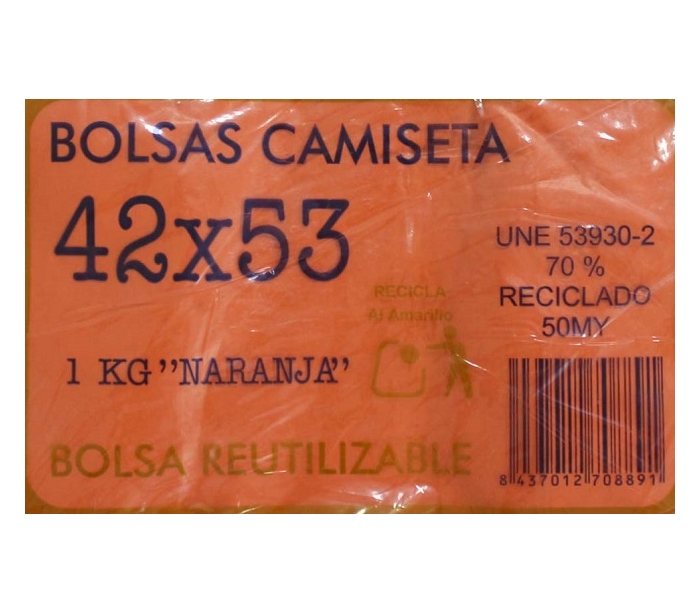 BOLSAS CAMISETA
42x53
UNE 53930-2
70 %
RECICLADO
50MY
RECICLA
Al Amarillo
1 KG "NARANJA"
BOLSA REUTILIZABLE
8 437012 708891